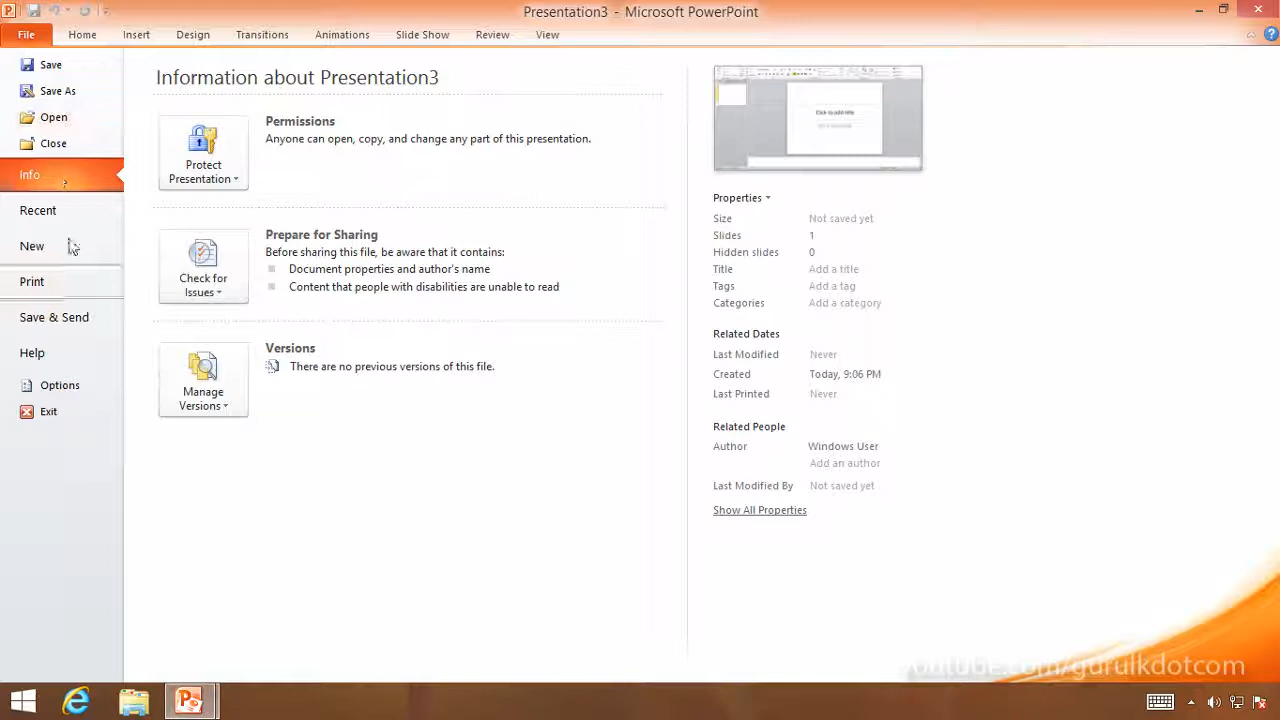 Presentation3 - Microsoft PowerPoint
File Home Insert Design Transitions Animations Slide Show Review View
Save
Save As
Open
Close
Info
Recent
New
Print
Save & Send
Help
Options
Exit
Information about Presentation3
Protect
Presentation
Permissions
Anyone can open, copy, and change any part of this presentation.
Check for
Issues
Prepare for Sharing
Before sharing this file, be aware that it contains:
Document properties and author's name
Content that people with disabilities are unable to read
Manage
Versions
Versions
There are no previous versions of this file.
Click to add title
Properties
Size Not saved yet
Slides 1
Hidden slides 0
Title Add a title
Tags Add a tag
Categories Add a category
Related Dates
Last Modified Never
Created Today, 9:06 PM
Last Printed Never
Related People
Author Windows User
Add an author
Last Modified By Not saved yet
Show All Properties
youtube.com/gurulkdotcom